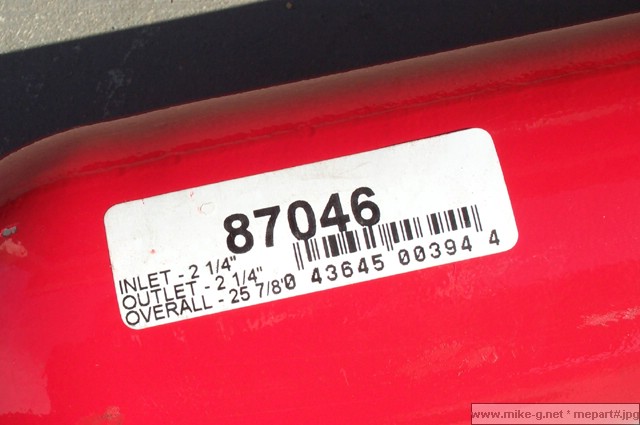 87046
INLET - 2 1/4"
OUTLET - 2 1/4"
OVERALL - 25 7/8"
0 43645 00394 4
www.mike-g.net * mepart#.jpg